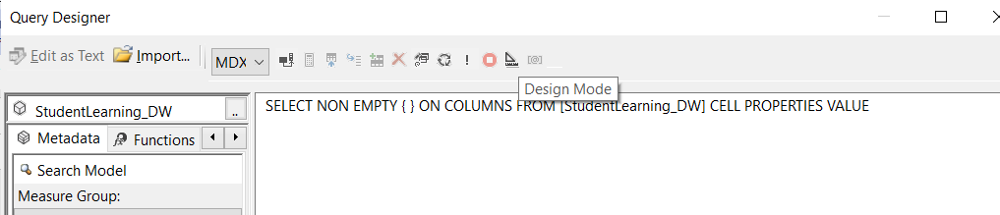 Query Designer
Edit as Text Import... MDX !
Design Mode
StudentLearning_DW ..
SELECT NON EMPTY { } ON COLUMNS FROM [StudentLearning_DW] CELL PROPERTIES VALUE
Metadata Functions
Search Model
Measure Group: